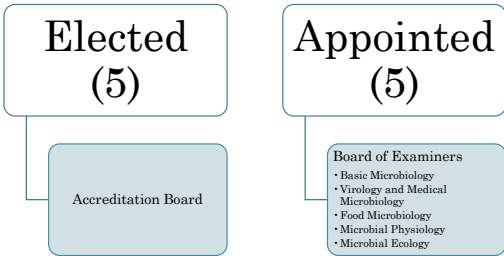 Elected
(5)
Accreditation Board
Appointed
(5)
Board of Examiners
• Basic Microbiology
• Virology and Medical
Microbiology
• Food Microbiology
• Microbial Physiology
• Microbial Ecology